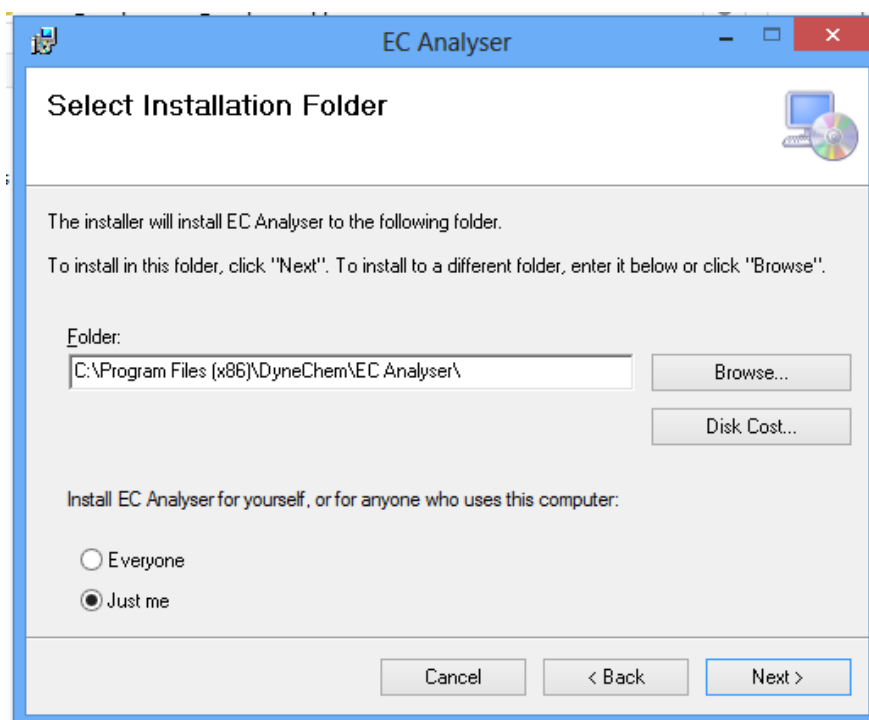 EC Analyser
Select Installation Folder
The installer will install EC Analyser to the following folder.
To install in this folder, click "Next". To install to a different folder, enter it below or click "Browse".
Folder:
C:\Program Files (x86)\DyneChem\EC Analyser\
Browse...
Disk Cost...
Install EC Analyser for yourself, or for anyone who uses this computer:
Everyone
Just me
Cancel
< Back
Next >